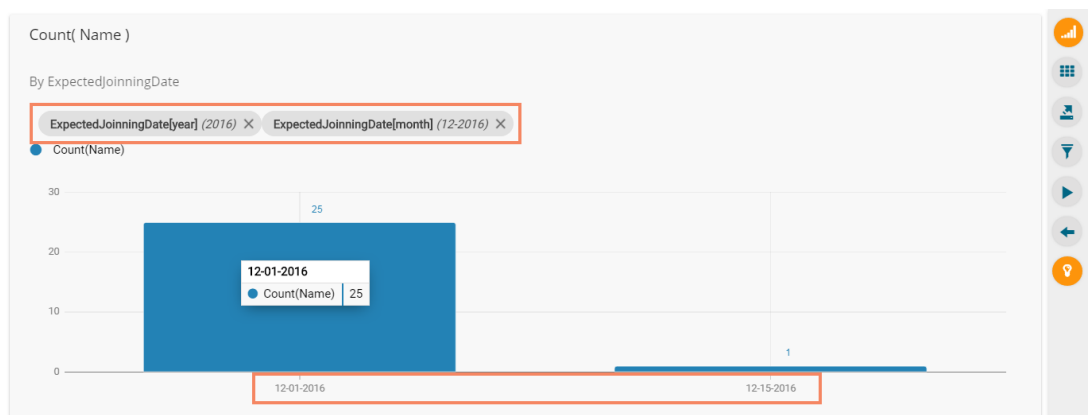 Count( Name )
By ExpectedJoinningDate
ExpectedJoinningDate[year] (2016) × ExpectedJoinningDate[month] (12-2016) ×
Count(Name)
30
25
20
12-01-2016
Count(Name) 25
10
1
0
12-01-2016 12-15-2016